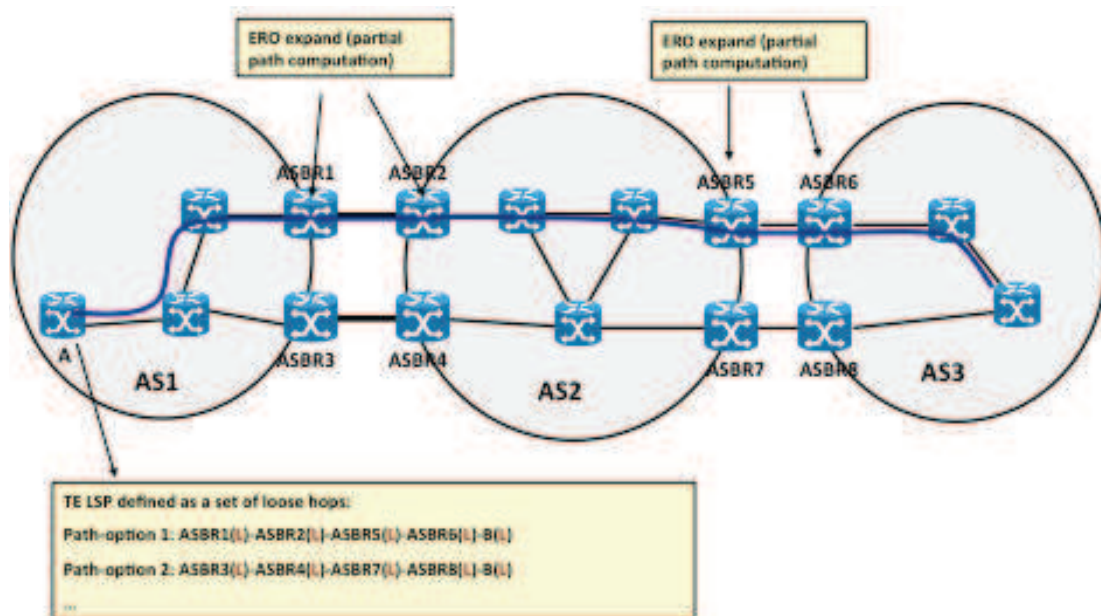 ERO expand (partial
path computation)
ERO expand (partial
path computation)
ASBR1
ASBR2
ASBR5
ASBR6
A
ASBR3
ASBR4
ASBR7
ASBR8
AS1
AS2
AS3
TE LSP defined as a set of loose hops:
Path-option 1: ASBR1(L)-ASBR2(L)-ASBR5(L)-ASBR6(L)-B(L)
Path-option 2: ASBR3(L)-ASBR4(L)-ASBR7(L)-ASBR8(L)-B(L)
...